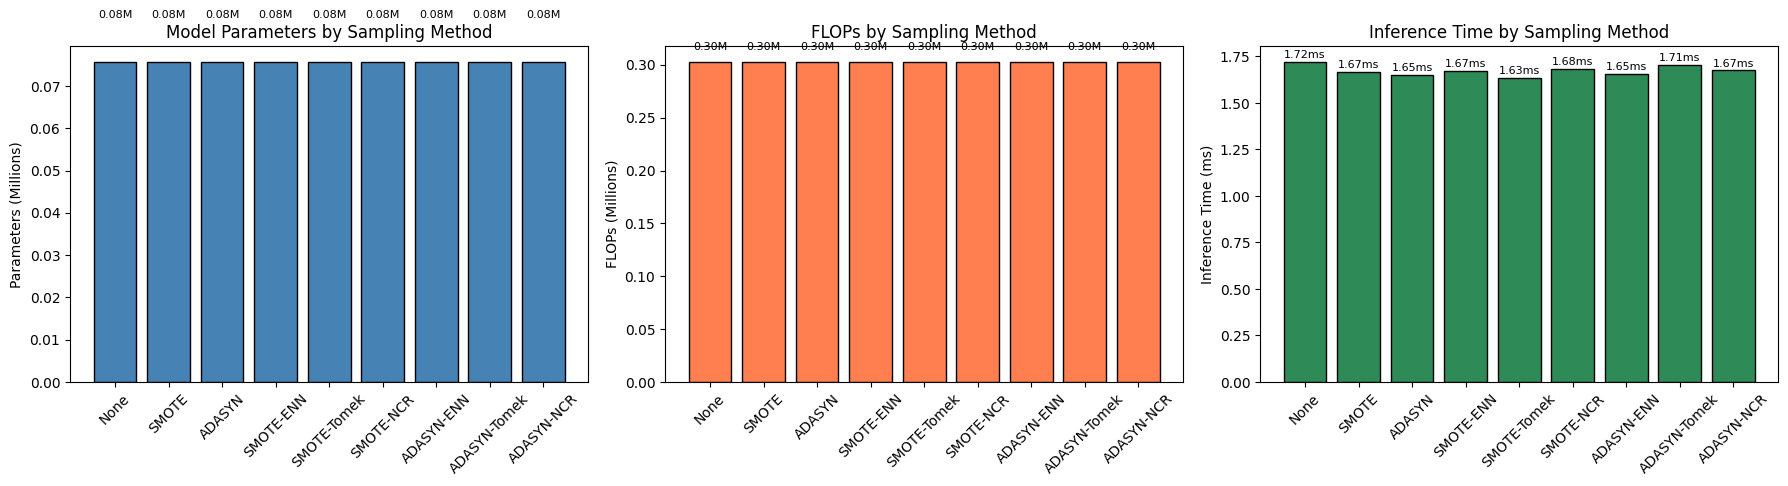 0.08M 0.08M 0.08M 0.08M 0.08M 0.08M 0.08M 0.08M 0.08M
Model Parameters by Sampling Method
Parameters (Millions)
0.07
0.06
0.05
0.04
0.03
0.02
0.01
0.00
None SMOTE ADASYN SMOTE-ENN SMOTE-Tomek SMOTE-NCR ADASYN-ENN ADASYN-Tomek ADASYN-NCR
FLOPs by Sampling Method
0.30M 0.30M 0.30M 0.30M 0.30M 0.30M 0.30M 0.30M 0.30M
FLOPs (Millions)
0.30
0.25
0.20
0.15
0.10
0.05
0.00
None SMOTE ADASYN SMOTE-ENN SMOTE-Tomek SMOTE-NCR ADASYN-ENN ADASYN-Tomek ADASYN-NCR
Inference Time by Sampling Method
1.72ms 1.67ms 1.65ms 1.67ms 1.63ms 1.68ms 1.65ms 1.71ms 1.67ms
Inference Time (ms)
1.75
1.50
1.25
1.00
0.75
0.50
0.25
0.00
None SMOTE ADASYN SMOTE-ENN SMOTE-Tomek SMOTE-NCR ADASYN-ENN ADASYN-Tomek ADASYN-NCR